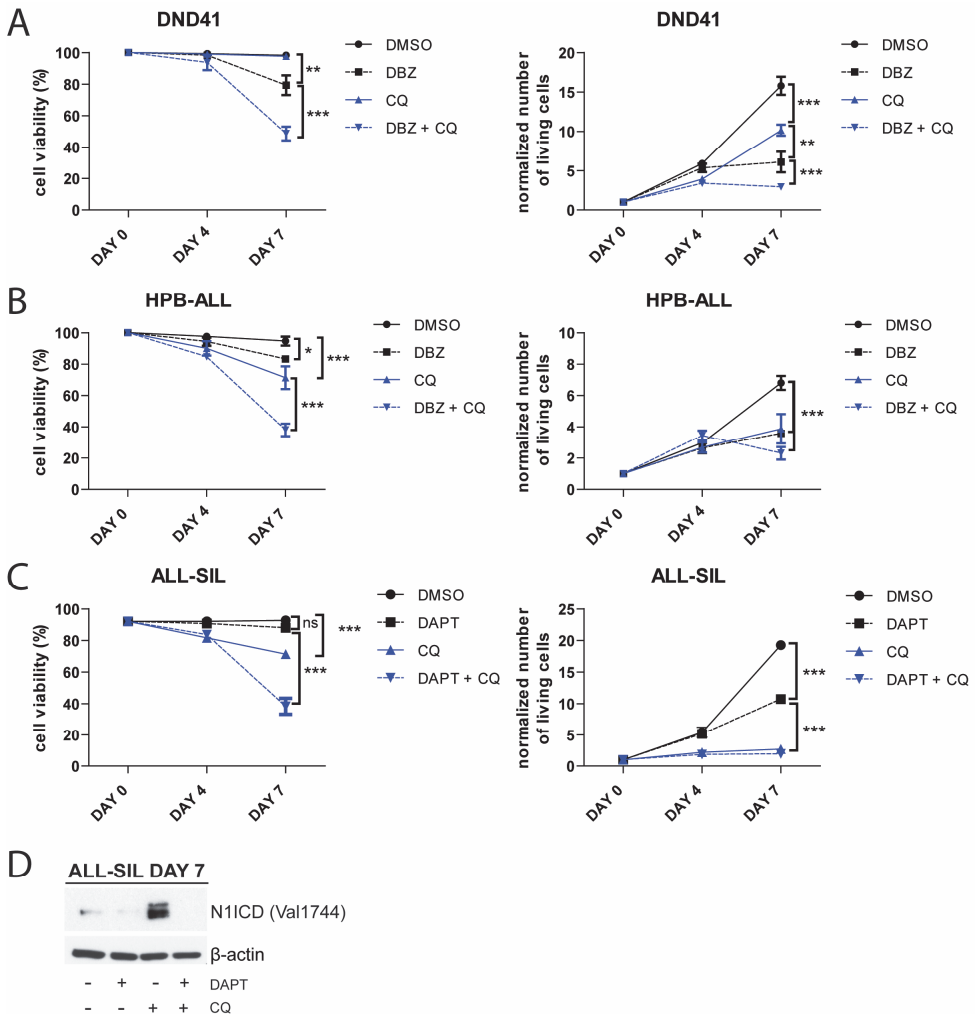 A
DND41
cell viability (%)
100
80
60
40
20
0
DAY 0
DAY 4
DAY 7
**
***
DMSO
DBZ
CQ
DBZ + CQ
DND41
normalized number
of living cells
20
15
10
5
0
DAY 0
DAY 4
DAY 7
***
**
***
DMSO
DBZ
CQ
DBZ + CQ
B
HPB-ALL
cell viability (%)
100
80
60
40
20
0
DAY 0
DAY 4
DAY 7
*
***
***
DMSO
DBZ
CQ
DBZ + CQ
HPB-ALL
normalized number
of living cells
10
8
6
4
2
0
DAY 0
DAY 4
DAY 7
***
DMSO
DBZ
CQ
DBZ + CQ
C
ALL-SIL
cell viability (%)
100
80
60
40
20
0
DAY 0
DAY 4
DAY 7
ns
***
***
DMSO
DAPT
CQ
DAPT + CQ
ALL-SIL
normalized number
of living cells
25
20
15
10
5
0
DAY 0
DAY 4
DAY 7
***
***
DMSO
DAPT
CQ
DAPT + CQ
D
ALL-SIL DAY 7
N1ICD (Val1744)
β-actin
- + - + DAPT
- - + + CQ